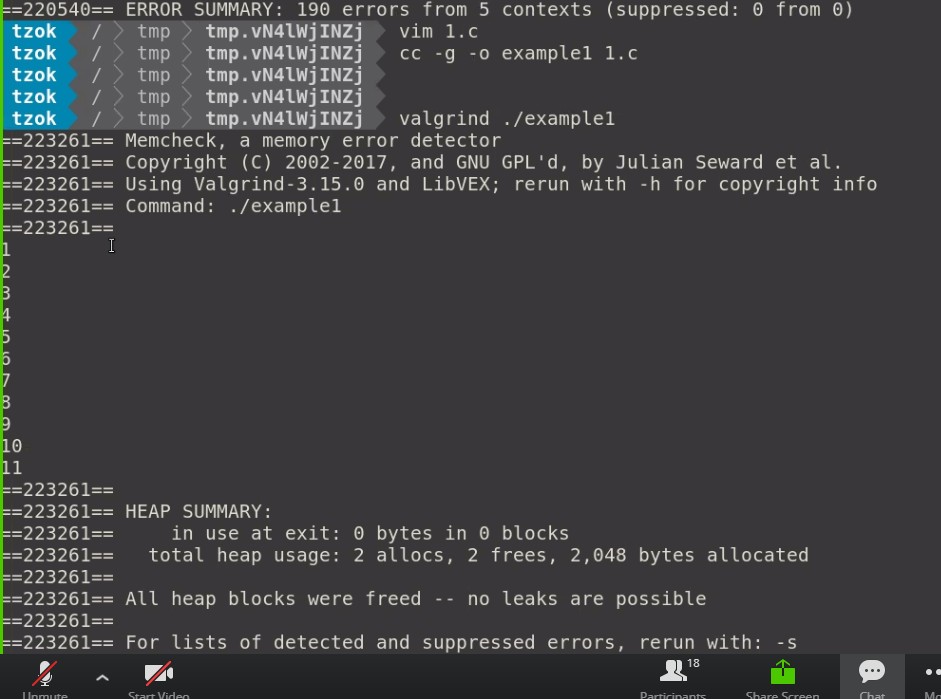 ==220540== ERROR SUMMARY: 190 errors from 5 contexts (suppressed: 0 from 0)
tzok / tmp tmp.vN4lWjINZj vim 1.c
tzok / tmp tmp.vN4lWjINZj cc -g -o example1 1.c
tzok / tmp tmp.vN4lWjINZj
tzok / tmp tmp.vN4lWjINZj
tzok / tmp tmp.vN4lWjINZj valgrind ./example1
==223261== Memcheck, a memory error detector
==223261== Copyright (C) 2002-2017, and GNU GPL'd, by Julian Seward et al.
==223261== Using Valgrind-3.15.0 and LibVEX; rerun with -h for copyright info
==223261== Command: ./example1
==223261==
1
2
3
4
5
6
7
8
9
10
11
==223261==
==223261== HEAP SUMMARY:
==223261==     in use at exit: 0 bytes in 0 blocks
==223261==   total heap usage: 2 allocs, 2 frees, 2,048 bytes allocated
==223261==
==223261== All heap blocks were freed -- no leaks are possible
==223261==
==223261== For lists of detected and suppressed errors, rerun with: -s
18
Unmute Start Video Participants Share Screen Chat